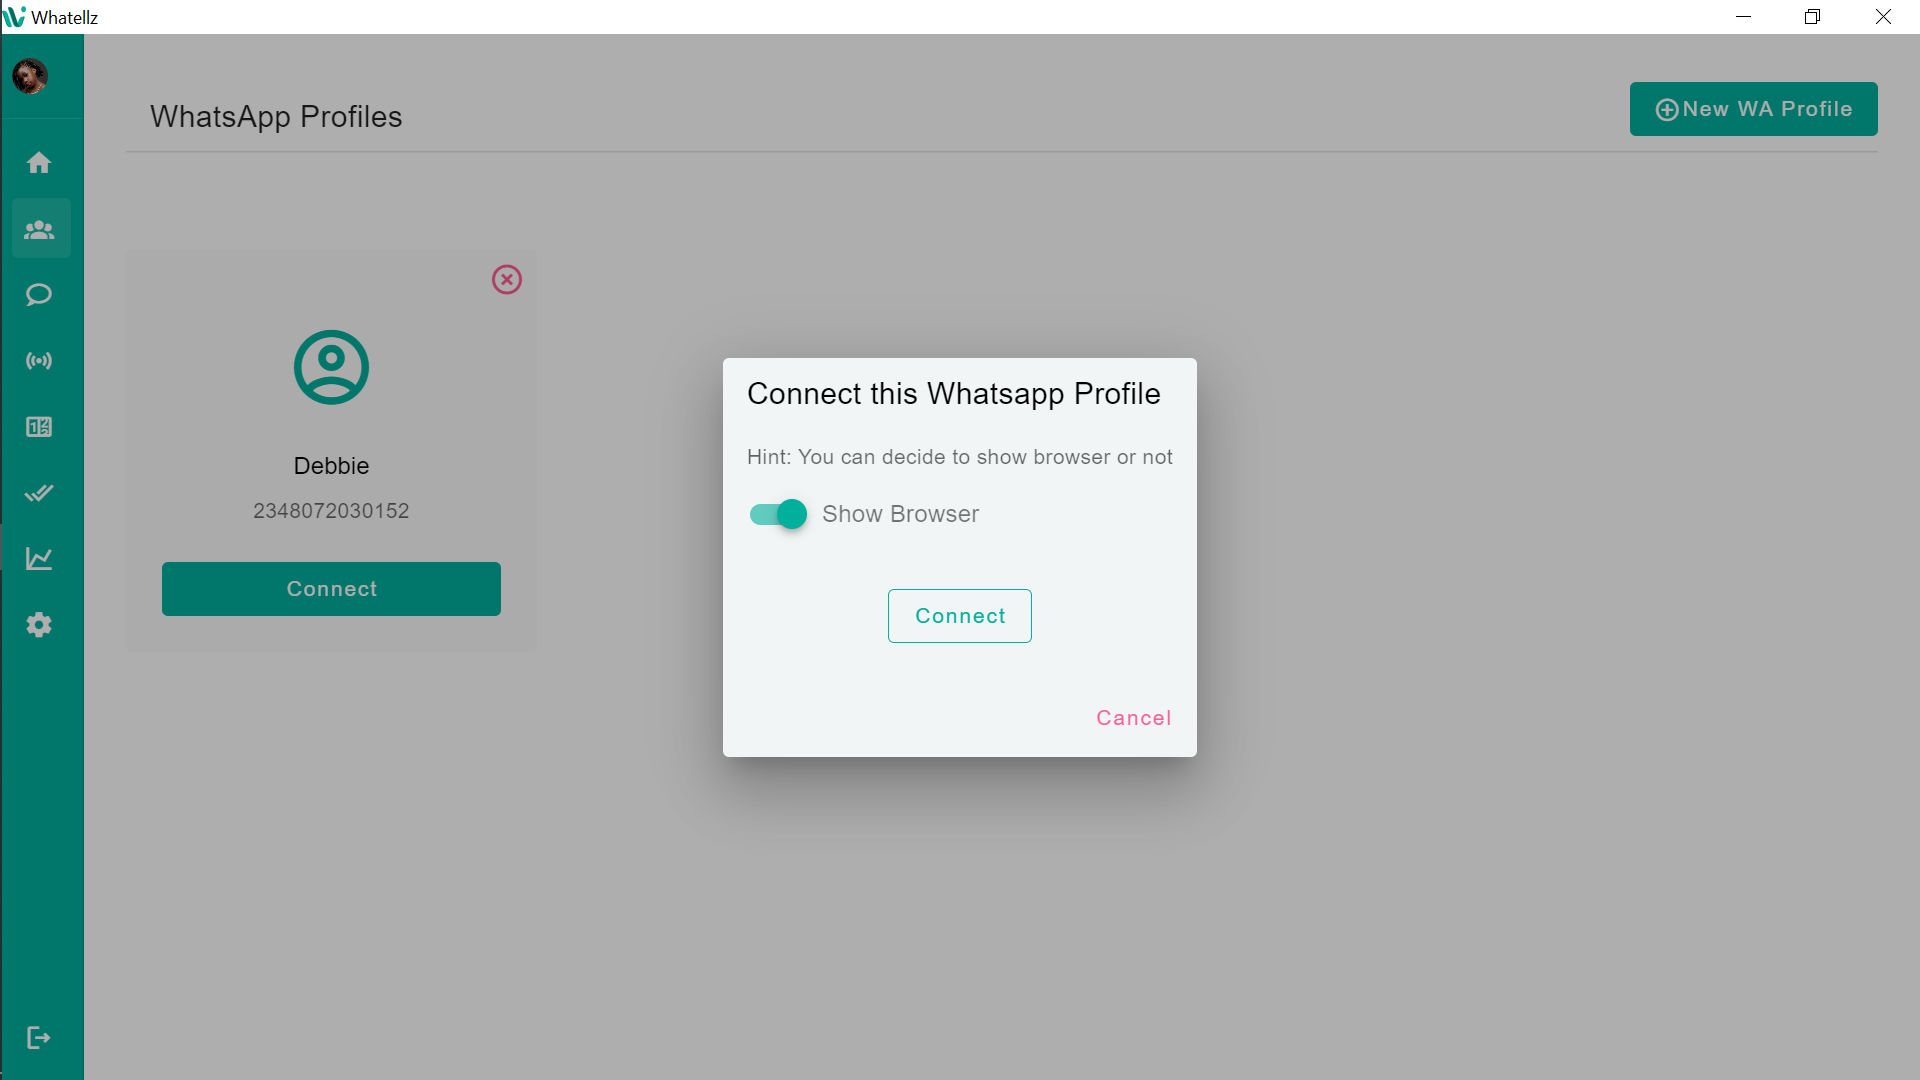 Whatellz
WhatsApp Profiles
New WA Profile
Debbie
2348072030152
Connect
Connect this Whatsapp Profile
Hint: You can decide to show browser or not
Show Browser
Connect
Cancel